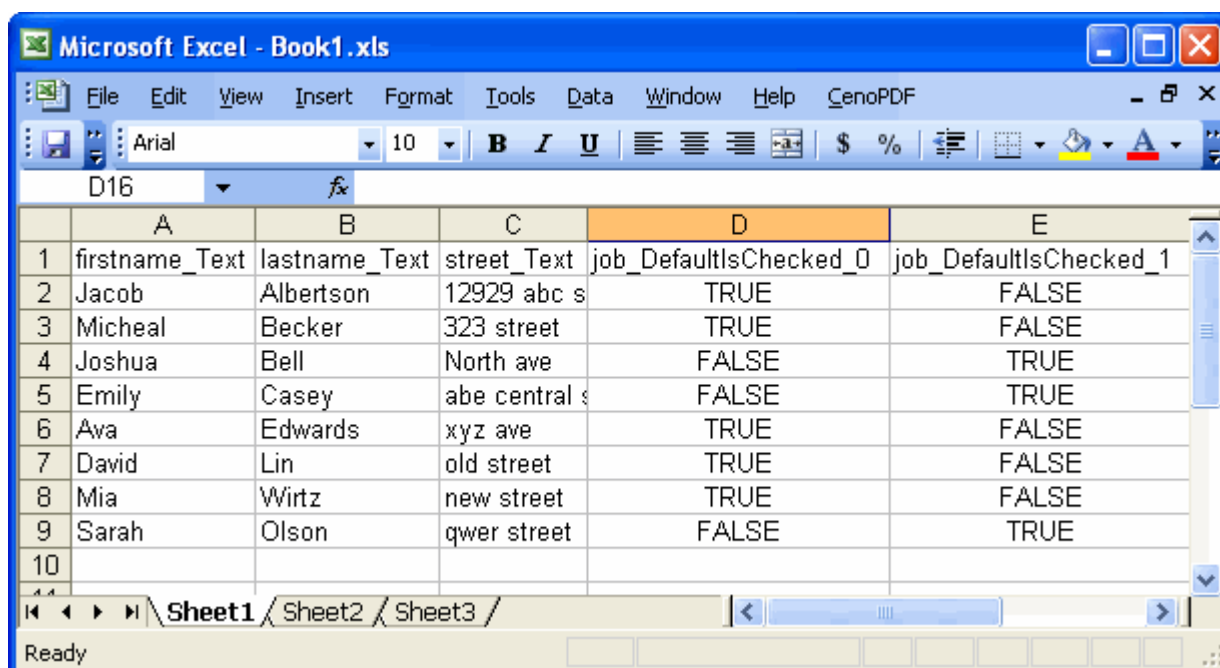 Microsoft Excel - Book1.xls
File Edit View Insert Format Tools Data Window Help CenoPDF
Arial 10 B I U $ % A
D16 fx
A B C D E
1 firstname_Text lastname_Text street_Text job_DefaultIsChecked_0 job_DefaultIsChecked_1
2 Jacob Albertson 12929 abc s TRUE FALSE
3 Micheal Becker 323 street TRUE FALSE
4 Joshua Bell North ave FALSE TRUE
5 Emily Casey abe central s FALSE TRUE
6 Ava Edwards xyz ave TRUE FALSE
7 David Lin old street TRUE FALSE
8 Mia Wirtz new street TRUE FALSE
9 Sarah Olson qwer street FALSE TRUE
10
Sheet1 Sheet2 Sheet3
Ready